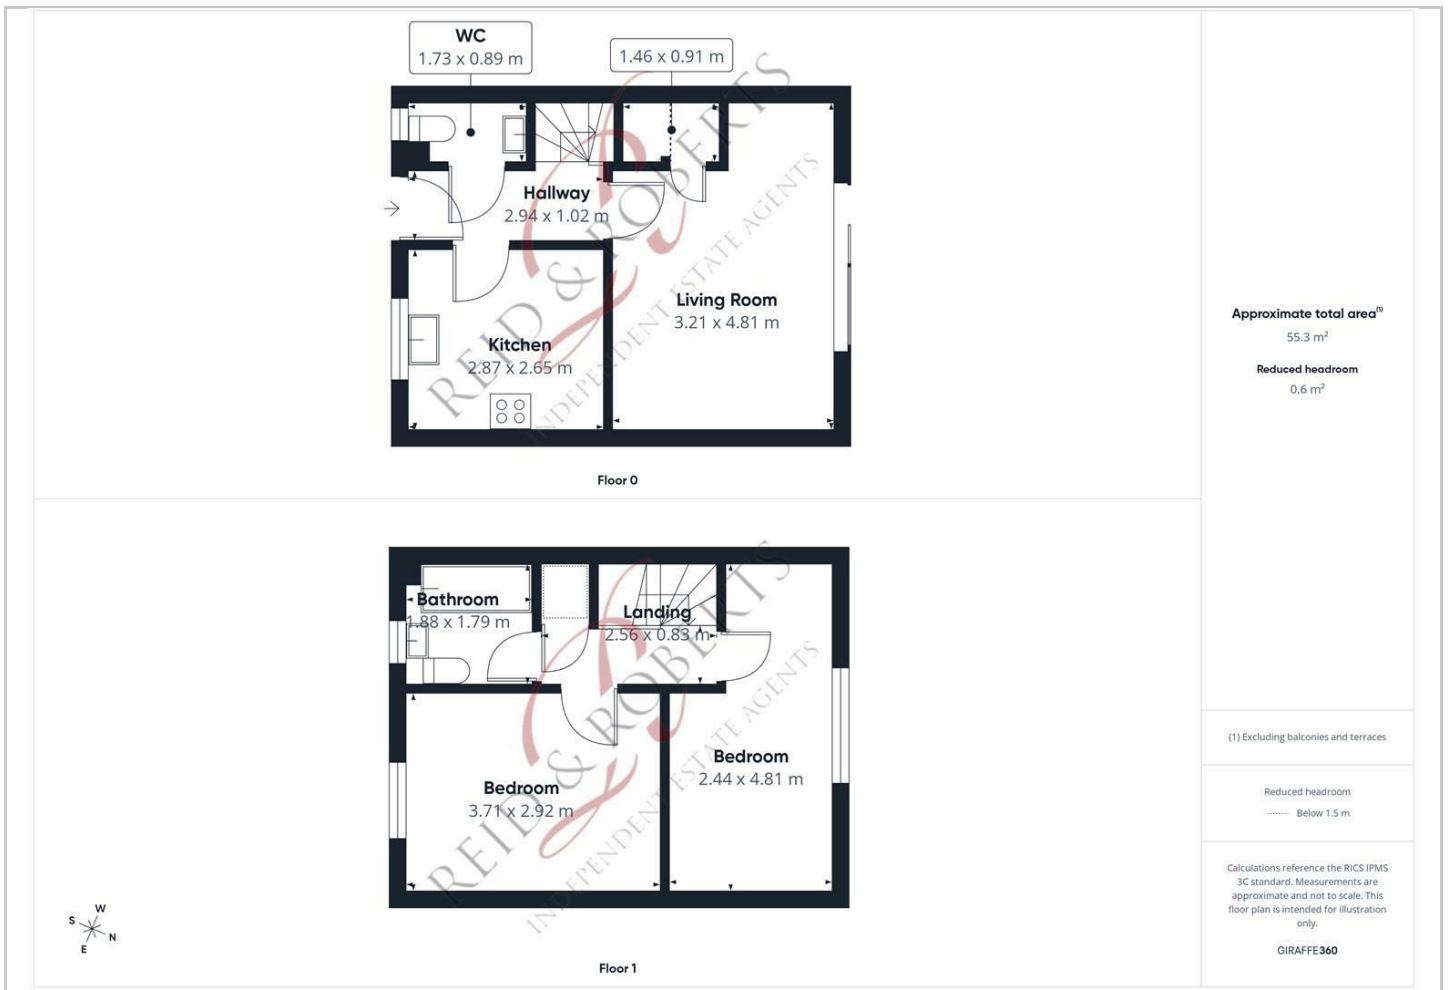 WC
1.73 x 0.89 m
1.46 x 0.91 m
Hallway
2.94 x 1.02 m
Living Room
3.21 x 4.81 m
Kitchen
2.87 x 2.65 m
REID & ROBERTS
INDEPENDENT ESTATE AGENTS
Floor 0
Bathroom
1.88 x 1.79 m
Landing
2.56 x 0.83 m
Bedroom
2.44 x 4.81 m
Bedroom
3.71 x 2.92 m
REID & ROBERTS
INDEPENDENT ESTATE AGENTS
W
S
N
E
Floor 1
Approximate total area(1)
55.3 m²
Reduced headroom
0.6 m²
(1) Excluding balconies and terraces
Reduced headroom
Below 1.5 m
Calculations reference the RICS IPMS
3C standard. Measurements are
approximate and not to scale. This
floor plan is intended for illustration
only.
GIRAFFE360